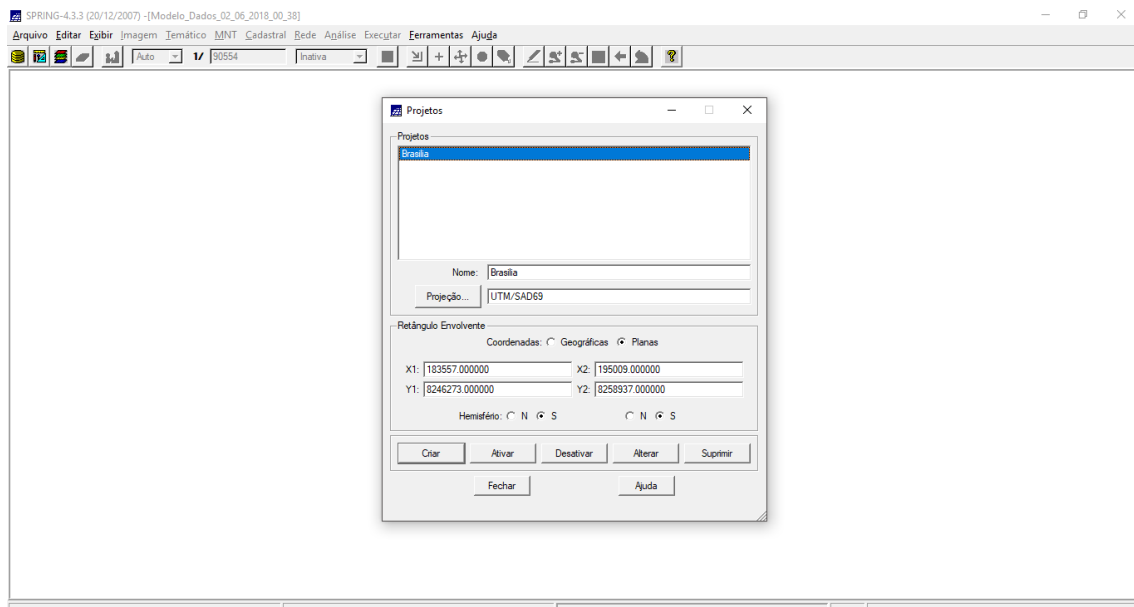 SPRING-4.3.3 (20/12/2007) -[Modelo_Dados_02_06_2018_00_38]
Arquivo Editar Exibir Imagem Temático MNT Cadastral Rede Análise Executar Ferramentas Ajuda
Auto 1/ 90554 Inativa
Projetos
Projetos
Brasilia
Nome: Brasilia
Projeção... UTM/SAD69
Retângulo Envolvente
Coordenadas: Geográficas Planas
X1: 183557.000000 X2: 195009.000000
Y1: 8246273.000000 Y2: 8258937.000000
Hemisfério: N S N S
Criar Ativar Desativar Alterar Suprimir
Fechar Ajuda